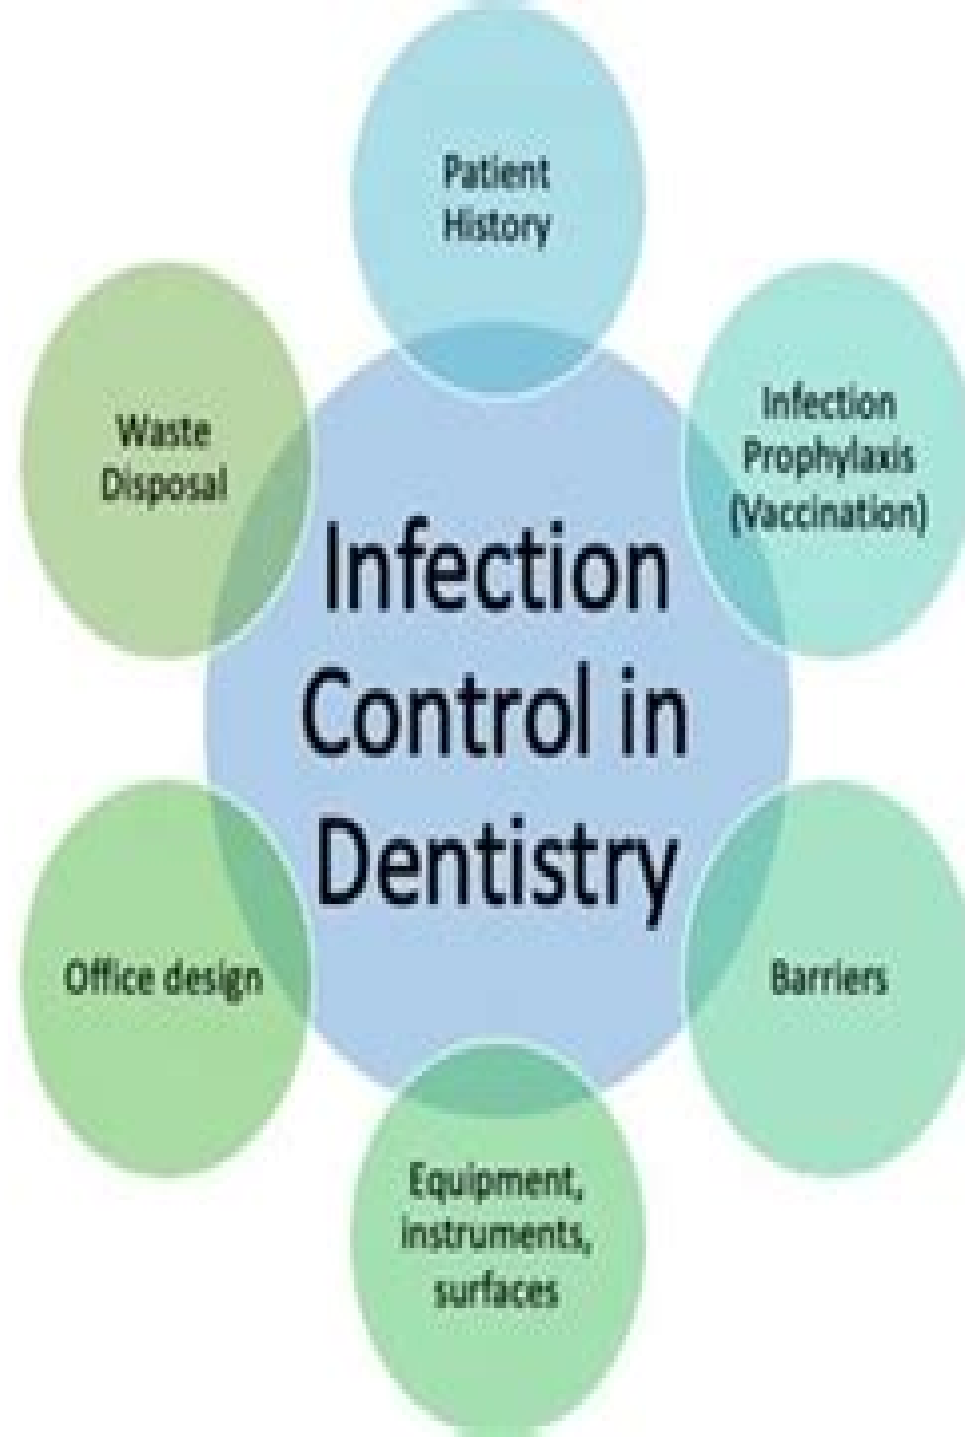 Patient
History
Infection
Prophylaxis
(Vaccination)
Waste
Disposal
Infection
Control in
Dentistry
Office design
Barriers
Equipment,
instruments,
surfaces